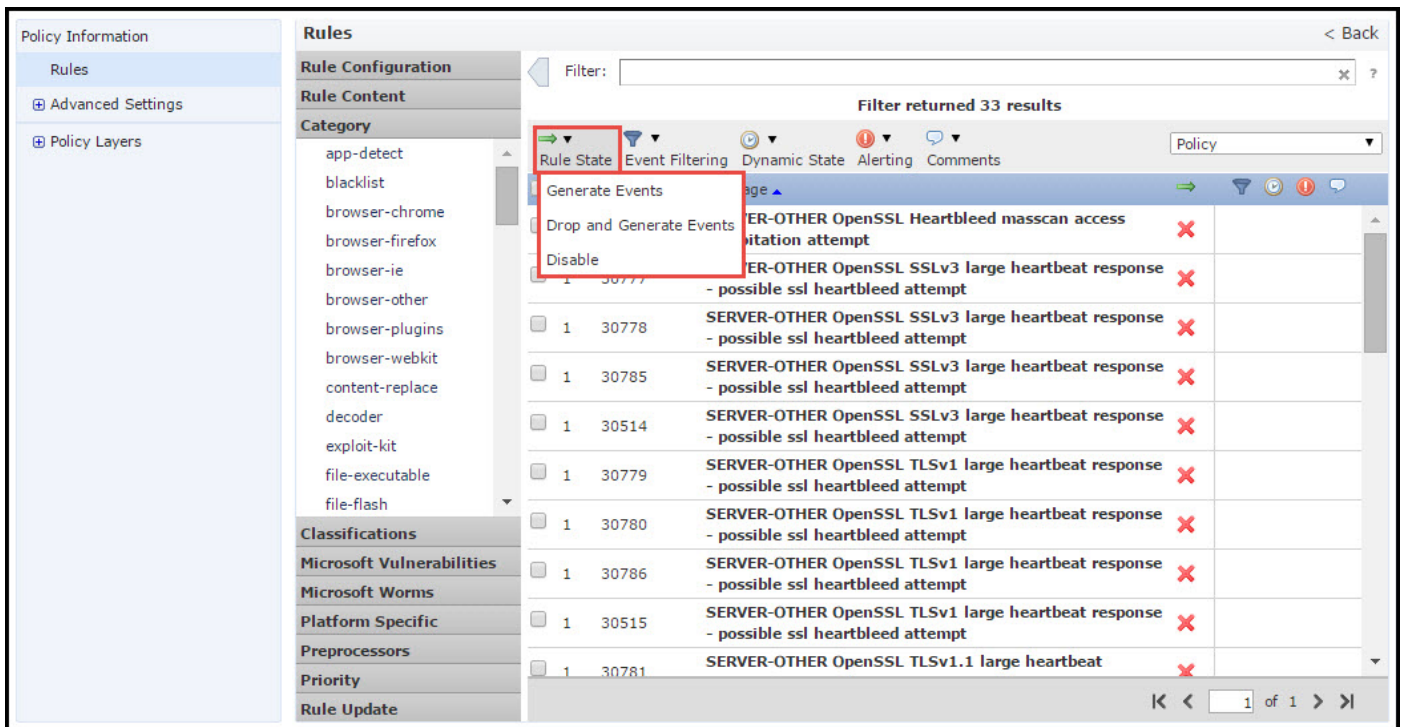 Policy Information
Rules
Advanced Settings
Policy Layers
Rules
< Back
Rule Configuration
Rule Content
Category
app-detect
blacklist
browser-chrome
browser-firefox
browser-ie
browser-other
browser-plugins
browser-webkit
content-replace
decoder
exploit-kit
file-executable
file-flash
Classifications
Microsoft Vulnerabilities
Microsoft Worms
Platform Specific
Preprocessors
Priority
Rule Update
Filter:
?
Filter returned 33 results
Rule State Event Filtering Dynamic State Alerting Comments
Policy
Generate Events
Drop and Generate Events
Disable
age
ER-OTHER OpenSSL Heartbleed masscan access
itation attempt
ER-OTHER OpenSSL SSLv3 large heartbeat response
1 30777 - possible ssl heartbleed attempt
SERVER-OTHER OpenSSL SSLv3 large heartbeat response
1 30778 - possible ssl heartbleed attempt
SERVER-OTHER OpenSSL SSLv3 large heartbeat response
1 30785 - possible ssl heartbleed attempt
SERVER-OTHER OpenSSL SSLv3 large heartbeat response
1 30514 - possible ssl heartbleed attempt
SERVER-OTHER OpenSSL TLSv1 large heartbeat response
1 30779 - possible ssl heartbleed attempt
SERVER-OTHER OpenSSL TLSv1 large heartbeat response
1 30780 - possible ssl heartbleed attempt
SERVER-OTHER OpenSSL TLSv1 large heartbeat response
1 30786 - possible ssl heartbleed attempt
SERVER-OTHER OpenSSL TLSv1 large heartbeat response
1 30515 - possible ssl heartbleed attempt
SERVER-OTHER OpenSSL TLSv1.1 large heartbeat
1 30781
1 of 1